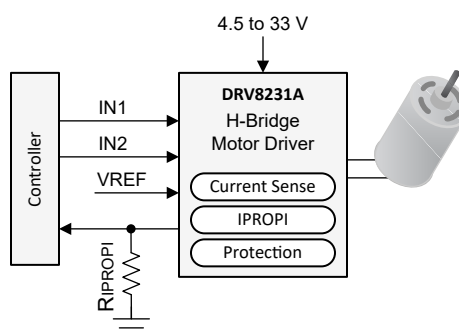 4.5 to 33 V
DRV8231A
H-Bridge
Motor Driver
Controller
IN1
IN2
VREF
Current Sense
IPROPI
Protection
RIPROPI